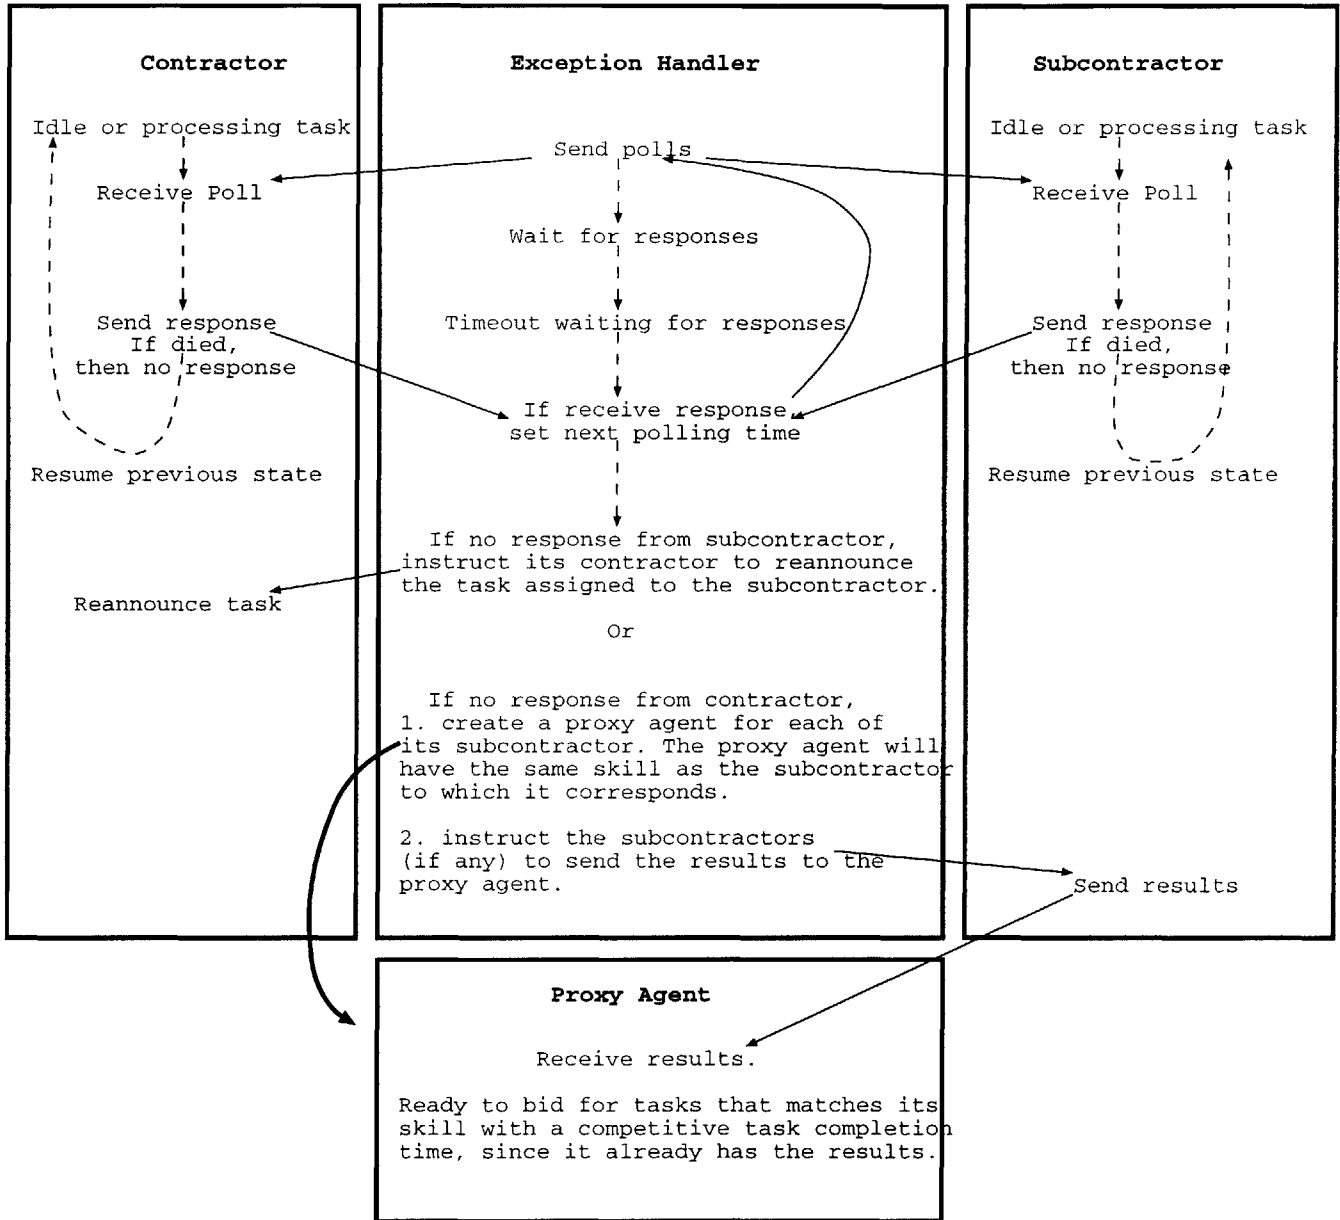 Contractor
Idle or processing task
Receive Poll
Send response
If died,
then no response
Resume previous state
Reannounce task
Exception Handler
Send polls
Wait for responses
Timeout waiting for responses
If receive response,
set next polling time
If no response from subcontractor,
instruct its contractor to reannounce
the task assigned to the subcontractor.
Or
If no response from contractor,
1. create a proxy agent for each of
its subcontractor. The proxy agent will
have the same skill as the subcontractor
to which it corresponds.
2. instruct the subcontractors
(if any) to send the results to the
proxy agent.
Subcontractor
Idle or processing task
Receive Poll
Send response
If died,
then no response
Resume previous state
Send results
Proxy Agent
Receive results.
Ready to bid for tasks that matches its
skill with a competitive task completion
time, since it already has the results.